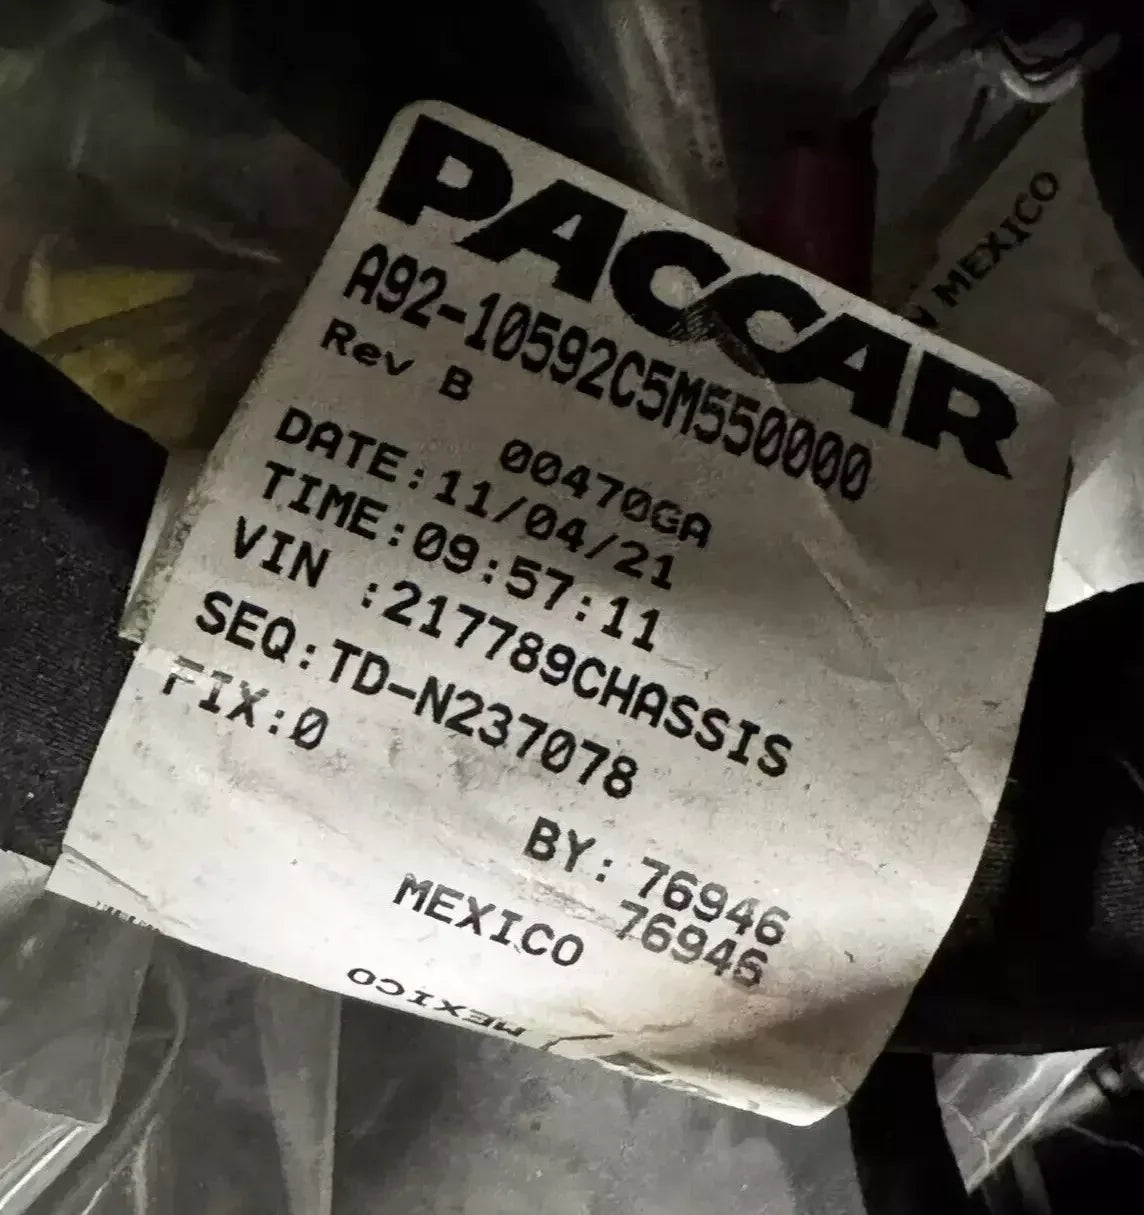 PACCAR
A92-10592C5M550000
Rev B
00470GA
DATE:11/04/21
TIME:09:57:11
VIN :217789CHASSIS
SEQ:TD-N237078
FIX:0
BY: 76946
76946
MEXICO
MEXICO
MEXICO